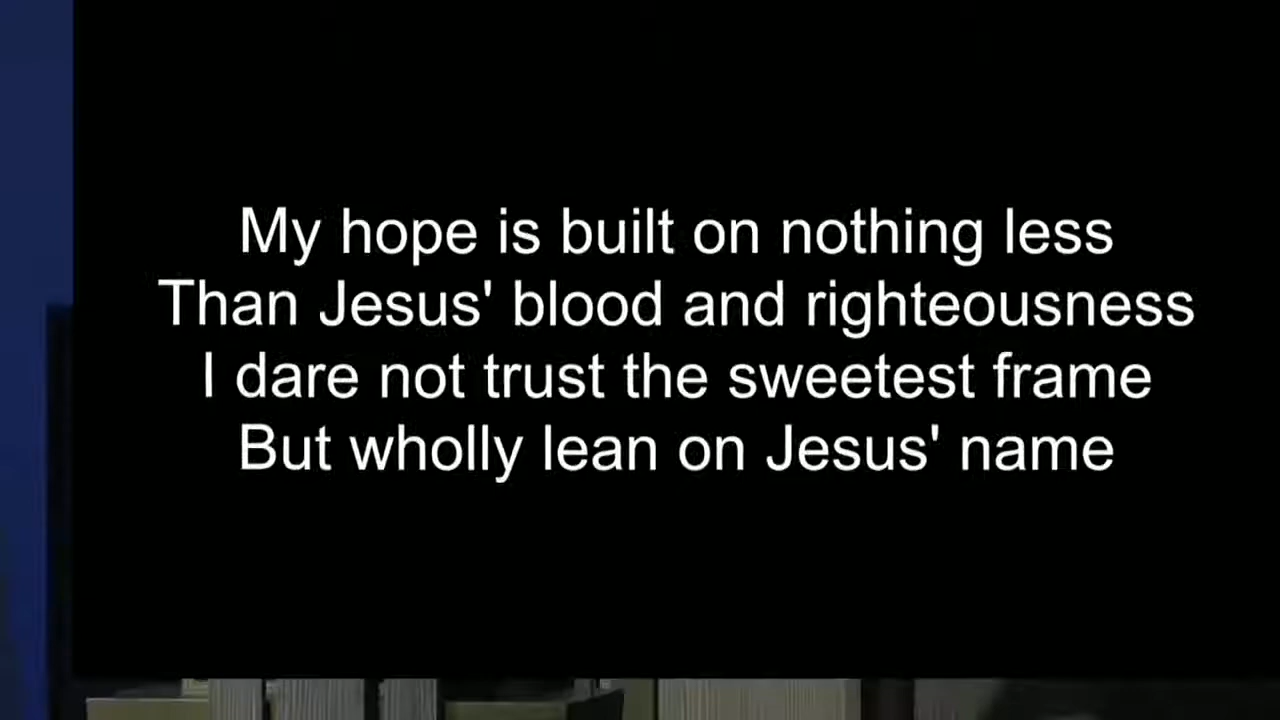 My hope is built on nothing less
Than Jesus' blood and righteousness
I dare not trust the sweetest frame
But wholly lean on Jesus' name